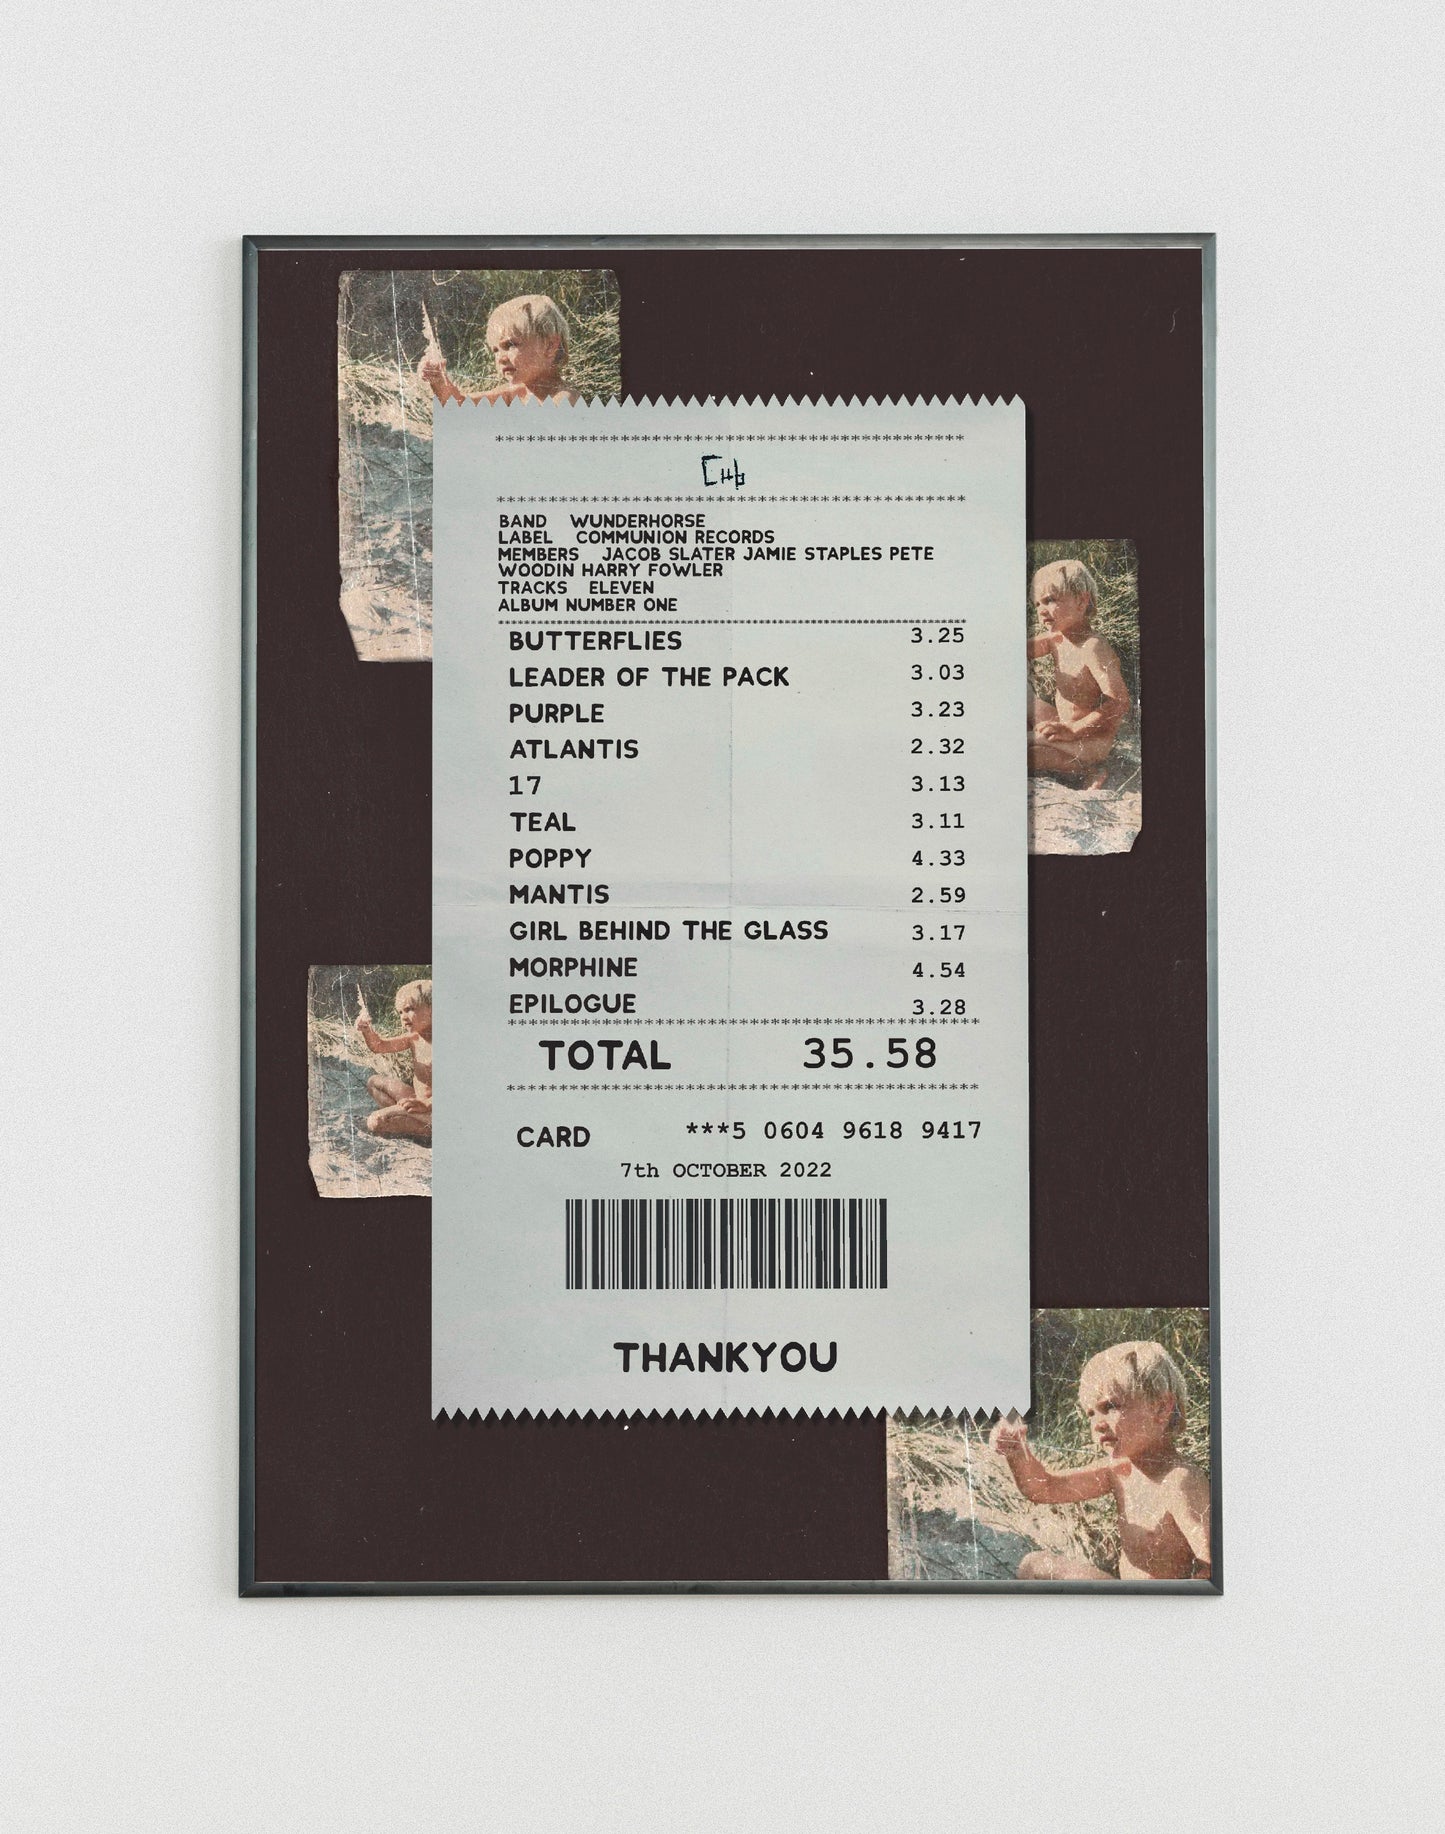 *********************************************
Cub
*********************************************
BAND WUNDERHORSE
LABEL COMMUNION RECORDS
MEMBERS JACOB SLATER JAMIE STAPLES PETE
WOODIN HARRY FOWLER
TRACKS ELEVEN
ALBUM NUMBER ONE
BUTTERFLIES 3.25
LEADER OF THE PACK 3.03
PURPLE 3.23
ATLANTIS 2.32
17 3.13
TEAL 3.11
POPPY 4.33
MANTIS 2.59
GIRL BEHIND THE GLASS 3.17
MORPHINE 4.54
EPILOGUE 3.28
*********************************************
TOTAL 35.58
*********************************************
CARD ***5 0604 9618 9417
7th OCTOBER 2022
THANKYOU